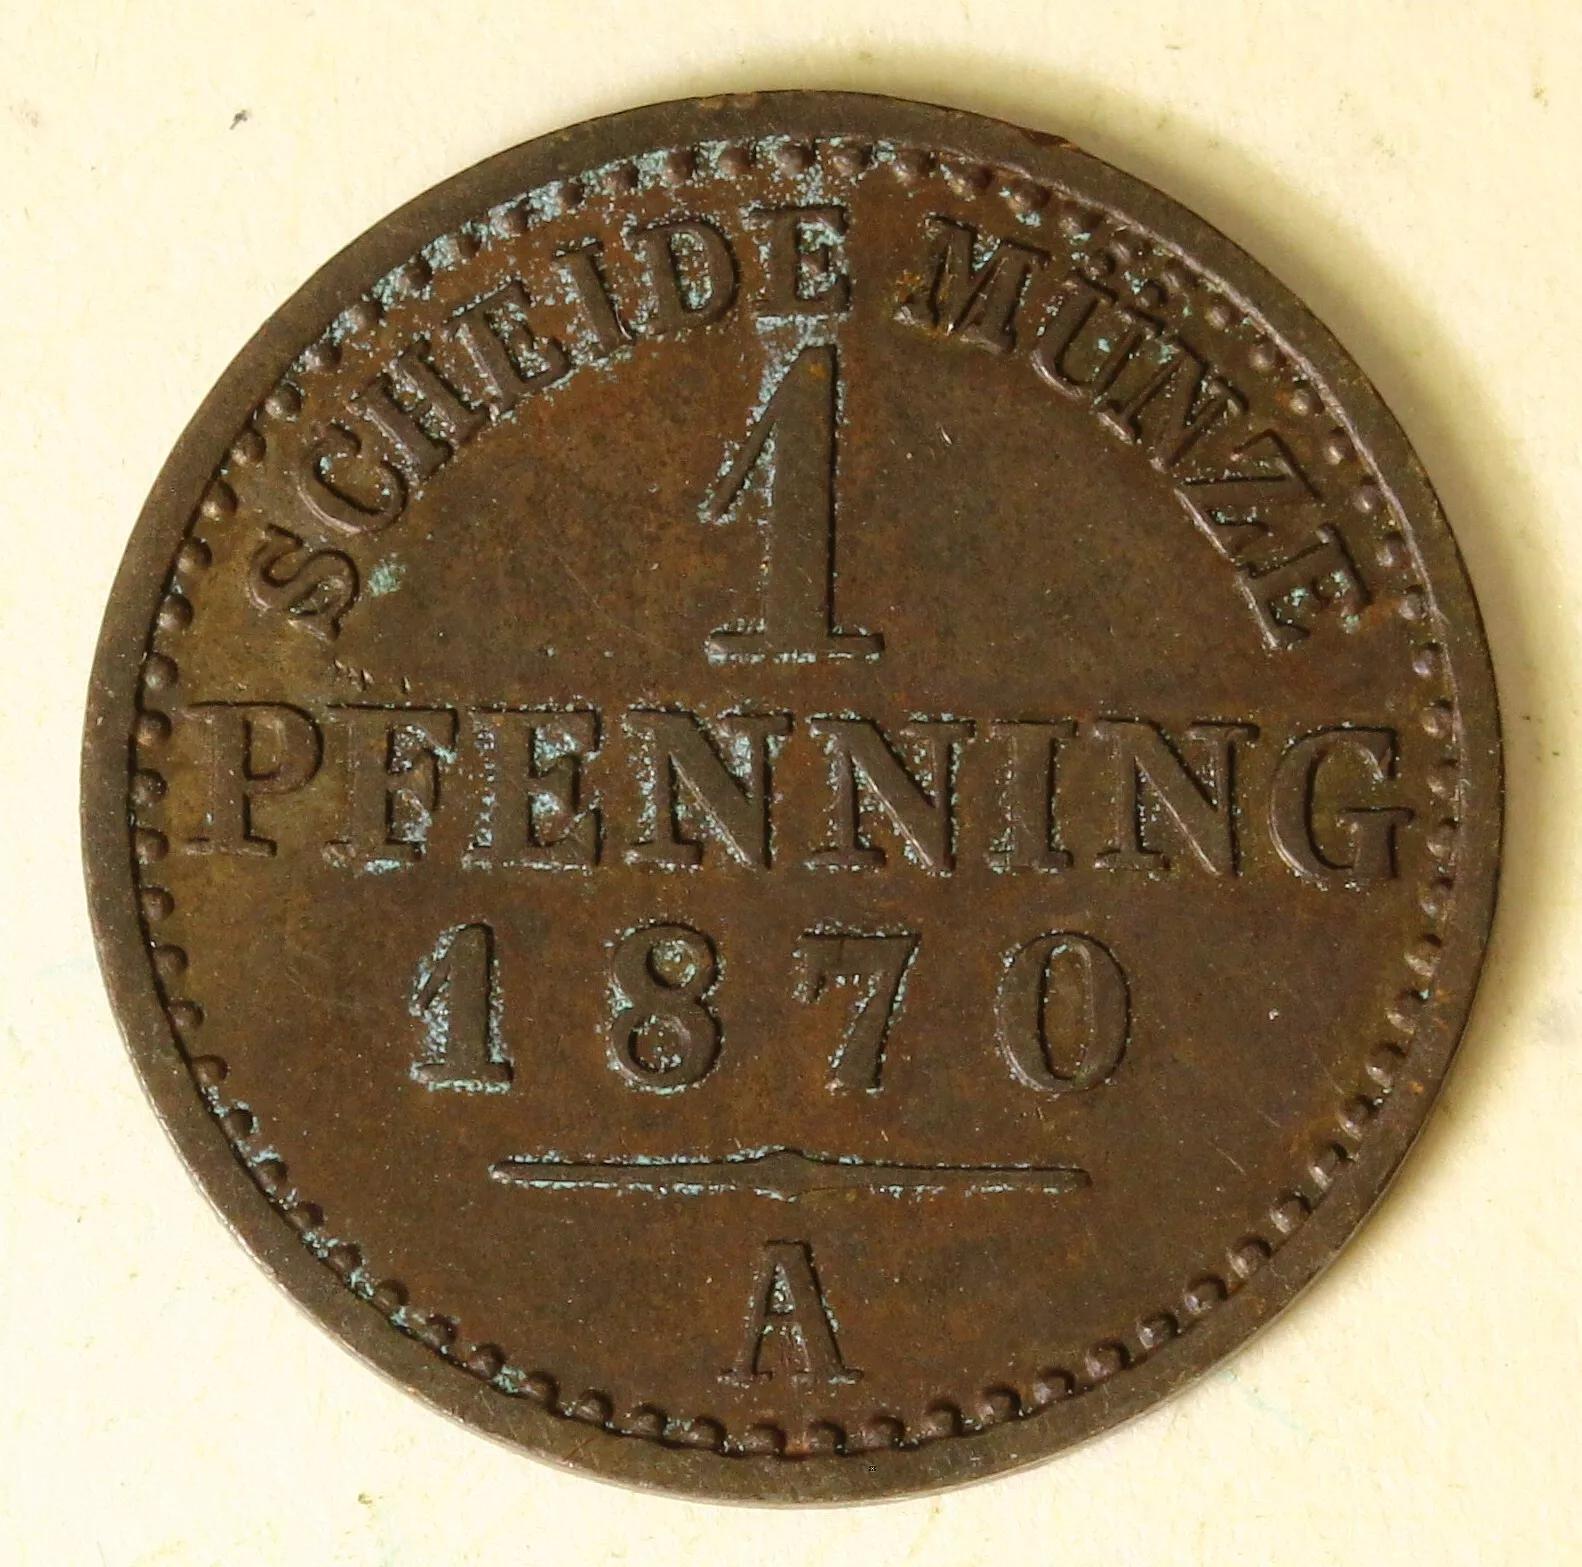 SCHEIDE MÜNZE
1
PFENNING
1870
A